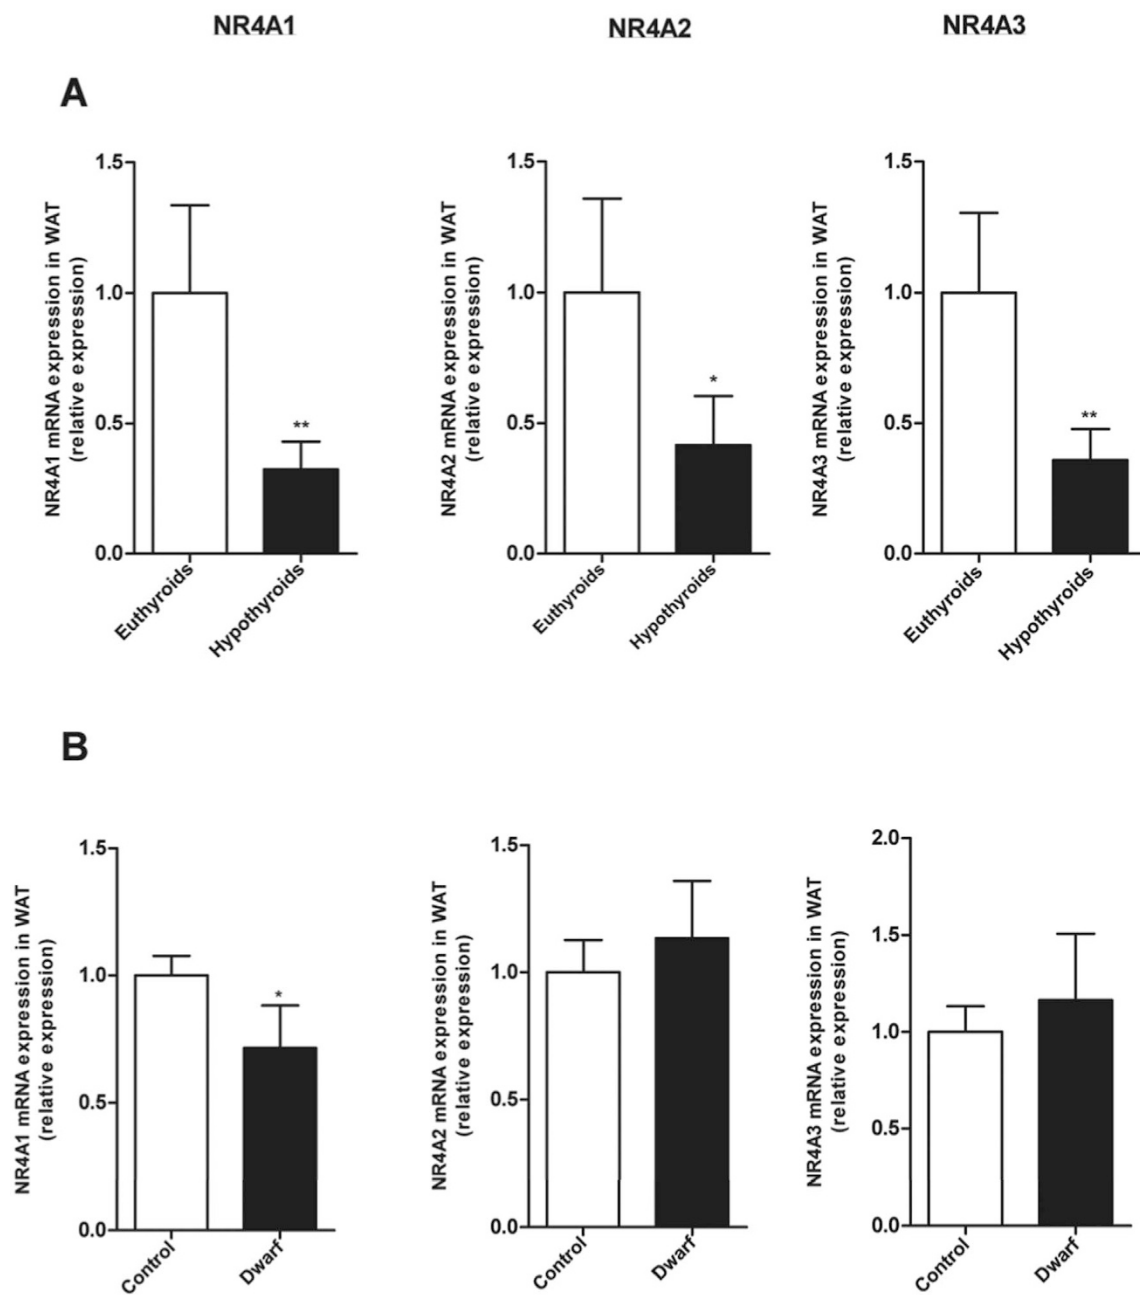 NR4A1 NR4A2 NR4A3
A
NR4A1 mRNA expression in WAT
(relative expression)
1.5
1.0
0.5
0.0
**
Euthyroids
Hypothyroids
NR4A2 mRNA expression in WAT
(relative expression)
1.5
1.0
0.5
0.0
*
Euthyroids
Hypothyroids
NR4A3 mRNA expression in WAT
(relative expression)
1.5
1.0
0.5
0.0
**
Euthyroids
Hypothyroids
B
NR4A1 mRNA expression in WAT
(relative expression)
1.5
1.0
0.5
0.0
*
Control
Dwarf
NR4A2 mRNA expression in WAT
(relative expression)
1.5
1.0
0.5
0.0
Control
Dwarf
NR4A3 mRNA expression in WAT
(relative expression)
2.0
1.5
1.0
0.5
0.0
Control
Dwarf